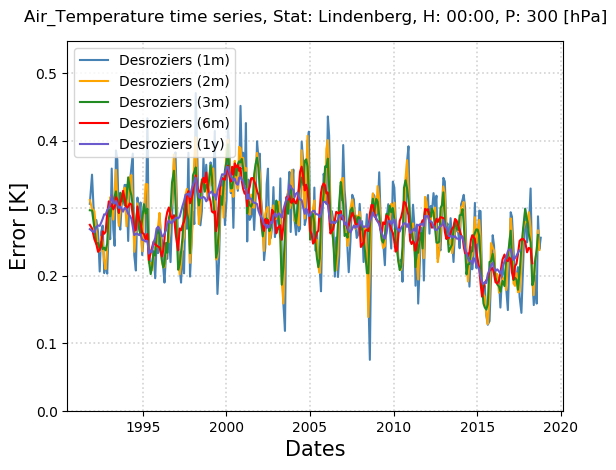 Air_Temperature time series, Stat: Lindenberg, H: 00:00, P: 300 [hPa]
Desroziers (1m)
Desroziers (2m)
Desroziers (3m)
Desroziers (6m)
Desroziers (1y)
Error [K]
0.5
0.4
0.3
0.2
0.1
0.0
1995 2000 2005 2010 2015 2020
Dates